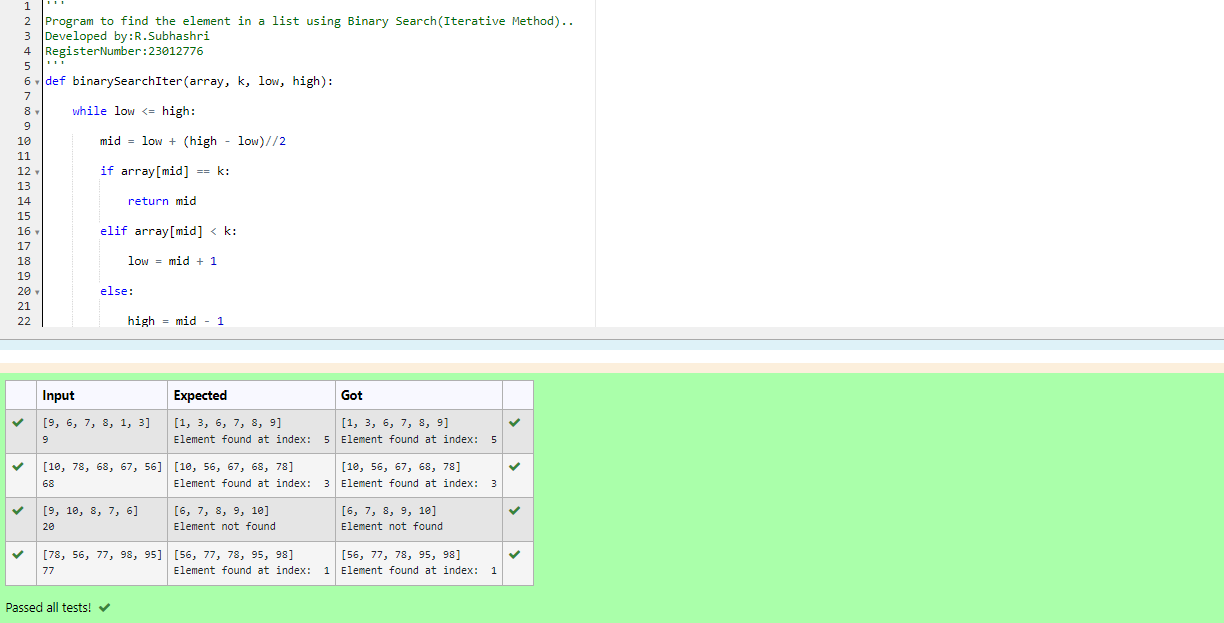 1 '''
2 Program to find the element in a list using Binary Search(Iterative Method)..
3 Developed by:R.Subhashri
4 RegisterNumber:23012776
5 '''
6 def binarySearchIter(array, k, low, high):
7
8     while low <= high:
9
10         mid = low + (high - low)//2
11
12         if array[mid] == k:
13
14             return mid
15
16         elif array[mid] < k:
17
18             low = mid + 1
19
20         else:
21
22             high = mid - 1
Input Expected Got
[9, 6, 7, 8, 1, 3] [1, 3, 6, 7, 8, 9] [1, 3, 6, 7, 8, 9]
9 Element found at index:  5 Element found at index:  5
[10, 78, 68, 67, 56] [10, 56, 67, 68, 78] [10, 56, 67, 68, 78]
68 Element found at index:  3 Element found at index:  3
[9, 10, 8, 7, 6] [6, 7, 8, 9, 10] [6, 7, 8, 9, 10]
20 Element not found Element not found
[78, 56, 77, 98, 95] [56, 77, 78, 95, 98] [56, 77, 78, 95, 98]
77 Element found at index:  1 Element found at index:  1
Passed all tests!